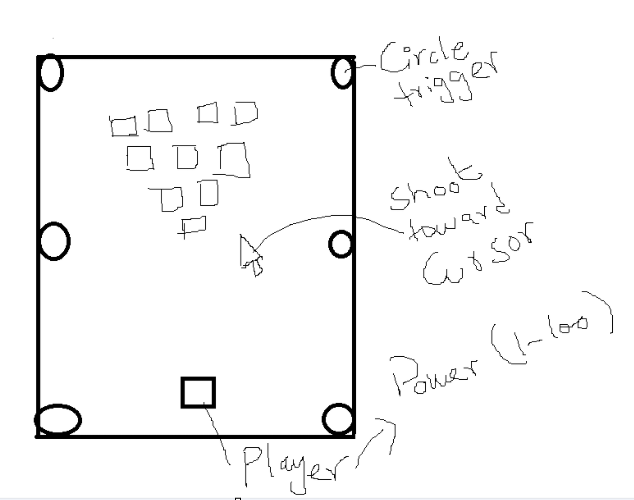 Circle
trigger
shoot
toward
Cursor
Power (1-100)
Player